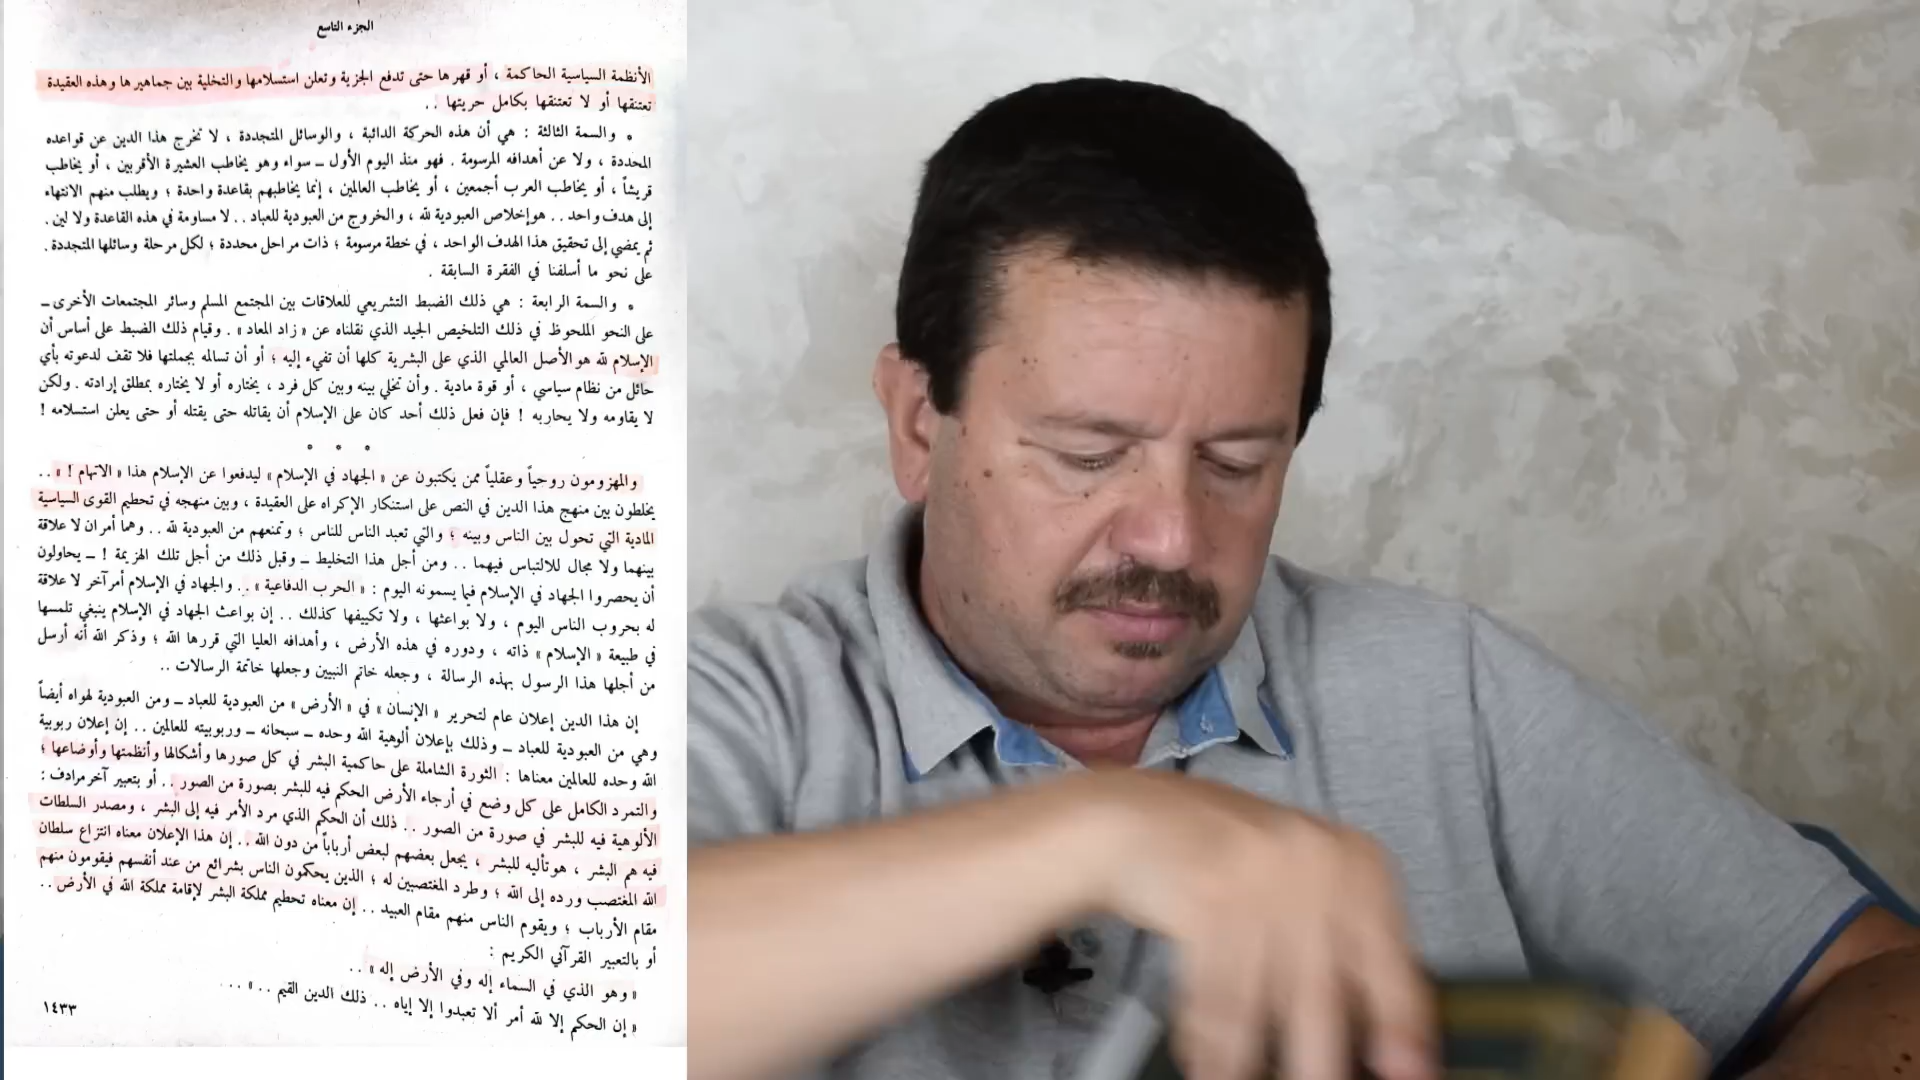 الجزء التاسع
الأنظمة السياسية الحاكمة ، أو قهرها حتى تدفع الجزية وتعلن استسلامها والتخلية بين جماهيرها وهذه العقيدة
تعتنقها أو لا تعتنقها بكامل حريتها ..
• والسمة الثالثة : هي أن هذه الحركة الدائبة ، والوسائل المتجددة ، لا تخرج هذا الدين عن قواعده
المحددة ، ولا عن أهدافه المرسومة . فهو منذ اليوم الأول ــ سواء وهو يخاطب العشيرة الأقربين ، أو يخاطب
قريشاً ، أو يخاطب العرب أجمعين ، أو يخاطب العالمين ، إنما يخاطبهم بقاعدة واحدة ؛ ويطلب منهم الانتهاء
إلى هدف واحد .. هو إخلاص العبودية لله ، والخروج من العبودية للعباد .. لا مساومة في هذه القاعدة ولا لين .
ثم يمضي إلى تحقيق هذا الهدف الواحد ، في خطة مرسومة ؛ ذات مراحل محددة ؛ لكل مرحلة وسائلها المتجددة .
على نحو ما أسلفنا في الفقرة السابقة .
• والسمة الرابعة : هي ذلك الضبط التشريعي للعلاقات بين المجتمع المسلم وسائر المجتمعات الأخرى ــ
على النحو الملحوظ في ذلك التلخيص الجيد الذي نقلناه عن « زاد المعاد » . وقيام ذلك الضبط على أساس أن
الإسلام لله هو الأصل العالمي الذي على البشرية كلها أن تفيء إليه ؛ أو أن تسالمه بجملتها فلا تقف لدعوته بأي
حائل من نظام سياسي ، أو قوة مادية . وأن تخلي بينه وبين كل فرد ، يختاره أو لا يختاره بمطلق إرادته . ولكن
لا يقاومه ولا يحاربه ! فإن فعل ذلك أحد كان على الإسلام أن يقاتله حتى يقتله أو حتى يعلن استسلامه !
• • •
والمهزومون روحياً وعقلياً ممن يكتبون عن « الجهاد في الإسلام » ليدفعوا عن الإسلام هذا « الاتهام ! » ..
يخلطون بين منهج هذا الدين في النص على استنكار الإكراه على العقيدة ، وبين منهجه في تحطيم القوى السياسية
المادية التي تحول بين الناس وبينه ؛ والتي تعبد الناس للناس ؛ وتمنعهم من العبودية لله .. وهما أمران لا علاقة
بينهما ولا مجال للالتباس فيهما .. ومن أجل هذا التخليط ــ وقبل ذلك من أجل تلك الهزيمة ! ــ يحاولون
أن يحصروا الجهاد في الإسلام فيما يسمونه اليوم : « الحرب الدفاعية » .. والجهاد في الإسلام أمر آخر لا علاقة
له بحروب الناس اليوم ، ولا بواعثها ، ولا تكييفها كذلك .. إن بواعث الجهاد في الإسلام ينبغي تلمسها
في طبيعة « الإسلام » ذاته ، ودوره في هذه الأرض ، وأهدافه العليا التي قررها الله ؛ وذكر الله أنه أرسل
من أجلها هذا الرسول بهذه الرسالة ، وجعله خاتم النبيين وجعلها خاتمة الرسالات ..
إن هذا الدين إعلان عام لتحرير « الإنسان » في « الأرض » من العبودية للعباد ــ ومن العبودية لهواه أيضاً
وهي من العبودية للعباد ــ وذلك بإعلان ألوهية الله وحده ــ سبحانه ــ وربوبيته للعالمين .. إن إعلان ربوبية
الله وحده للعالمين معناها : الثورة الشاملة على حاكمية البشر في كل صورها وأشكالها وأنظمتها وأوضاعها ؛
والتمرد الكامل على كل وضع في أرجاء الأرض الحكم فيه للبشر بصورة من الصور .. أو بتعبير آخر مرادف :
الألوهية فيه للبشر في صورة من الصور .. ذلك أن الحكم الذي مرد الأمر فيه إلى البشر ، ومصدر السلطات
فيه هم البشر ، هو تأليه للبشر ، يجعل بعضهم لبعض أرباباً من دون الله .. إن هذا الإعلان معناه انتزاع سلطان
الله المغتصب ورده إلى الله ؛ وطرد المغتصبين له ؛ الذين يحكمون الناس بشرائع من عند أنفسهم فيقومون منهم
مقام الأرباب ؛ ويقوم الناس منهم مقام العبيد .. إن معناه تحطيم مملكة البشر لإقامة مملكة الله في الأرض ..
أو بالتعبير القرآني الكريم :
« وهو الذي في السماء إله وفي الأرض إله » ..
« إن الحكم إلا لله أمر ألا تعبدوا إلا إياه .. ذلك الدين القيم .. » ...
١٤٣٣